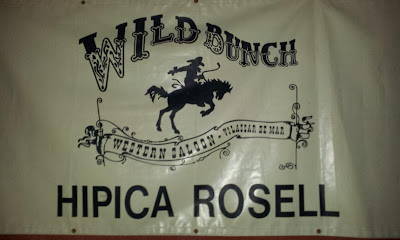 WILD BUNCH
WESTERN SALOON - VILASSAR DE MAR
HIPICA ROSELL